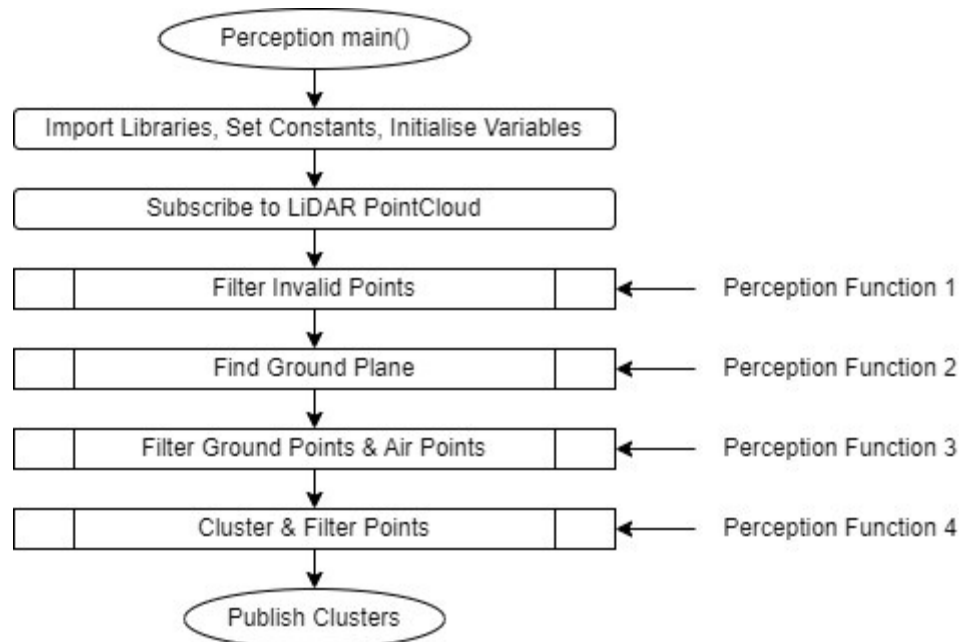 Perception main()
Import Libraries, Set Constants, Initialise Variables
Subscribe to LiDAR PointCloud
Filter Invalid Points
Perception Function 1
Find Ground Plane
Perception Function 2
Filter Ground Points & Air Points
Perception Function 3
Cluster & Filter Points
Perception Function 4
Publish Clusters